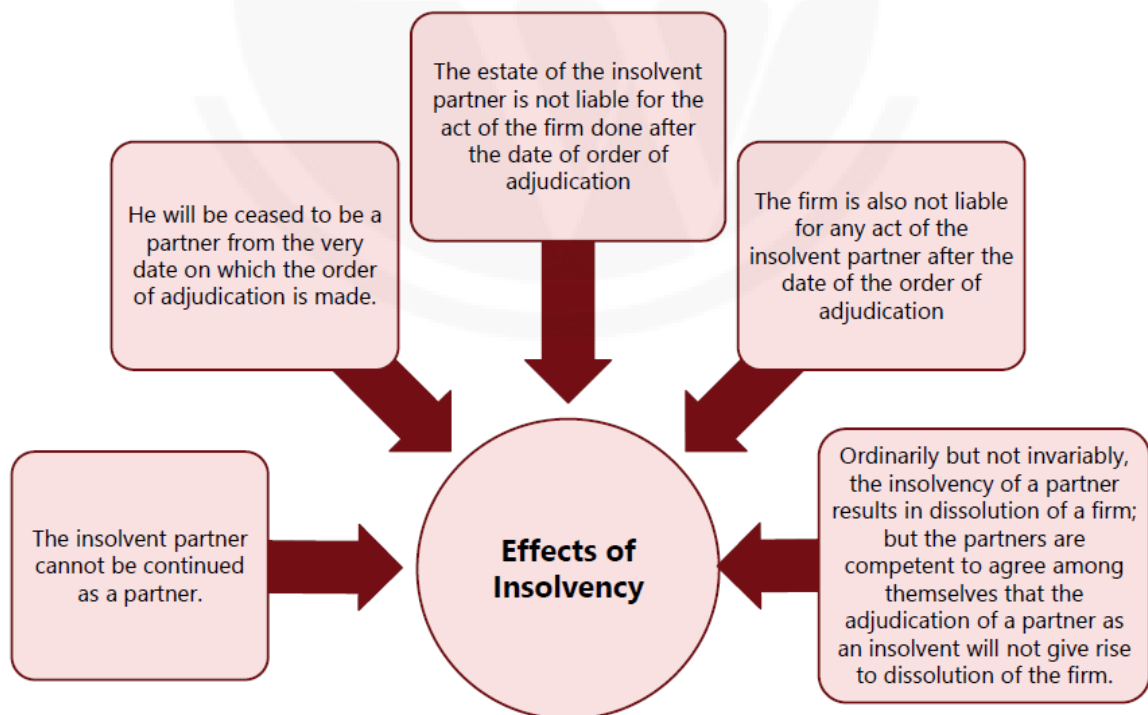 The insolvent partner
cannot be continued
as a partner.
He will be ceased to be a
partner from the very
date on which the order
of adjudication is made.
The estate of the insolvent
partner is not liable for the
act of the firm done after
the date of order of
adjudication
The firm is also not liable
for any act of the
insolvent partner after the
date of the order of
adjudication
Ordinarily but not invariably,
the insolvency of a partner
results in dissolution of a firm;
but the partners are
competent to agree among
themselves that the
adjudication of a partner as
an insolvent will not give rise
to dissolution of the firm.
Effects of
Insolvency